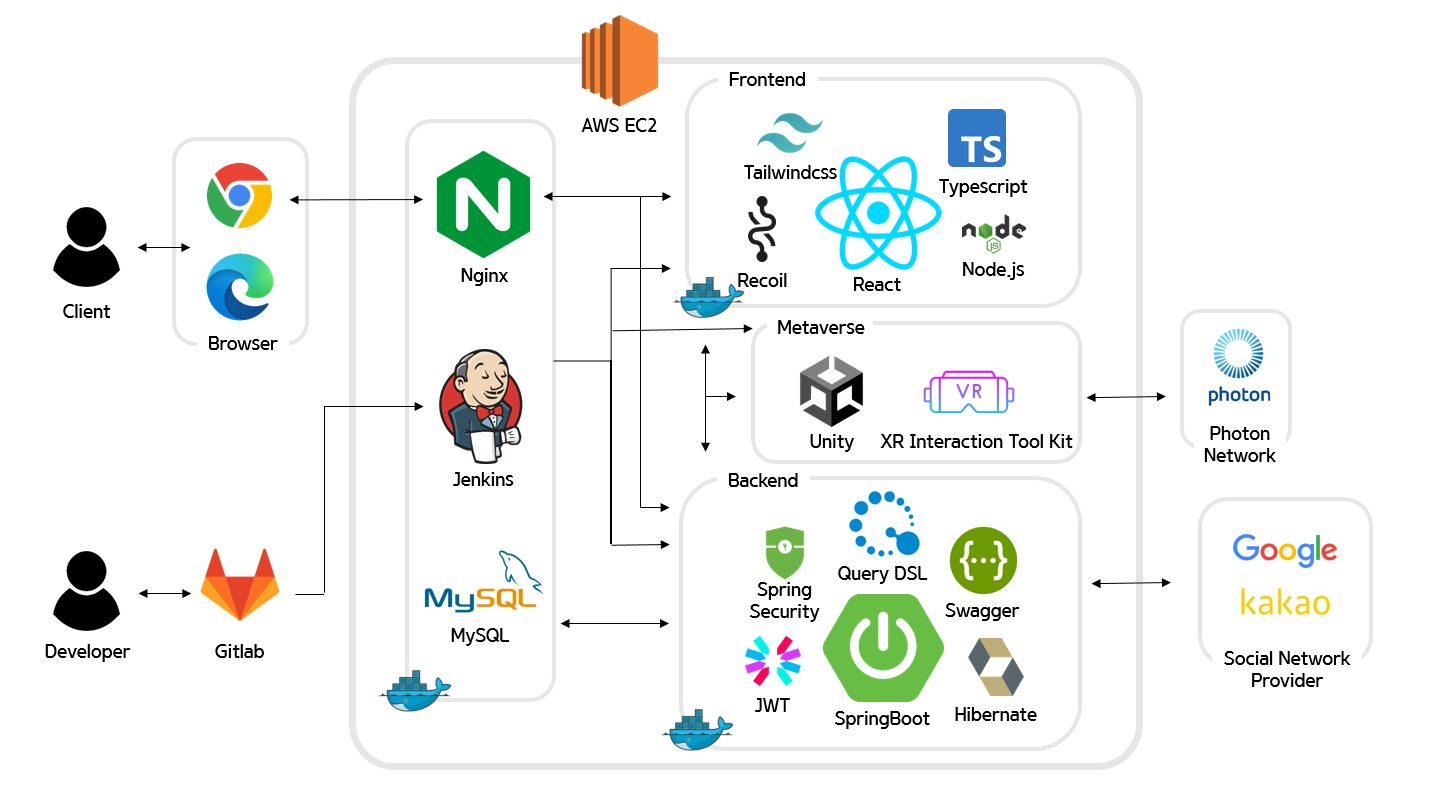 AWS EC2
Frontend
Tailwindcss
TS
Typescript
Recoil
React
node
JS
Node.js
Client
Browser
N
Nginx
Jenkins
Metaverse
Unity
VR
XR Interaction Tool Kit
photon
Photon
Network
Developer
Gitlab
MySQL
MySQL
Backend
Spring
Security
Query DSL
{···}
Swagger
JWT
SpringBoot
Hibernate
Google
kakao
Social Network
Provider